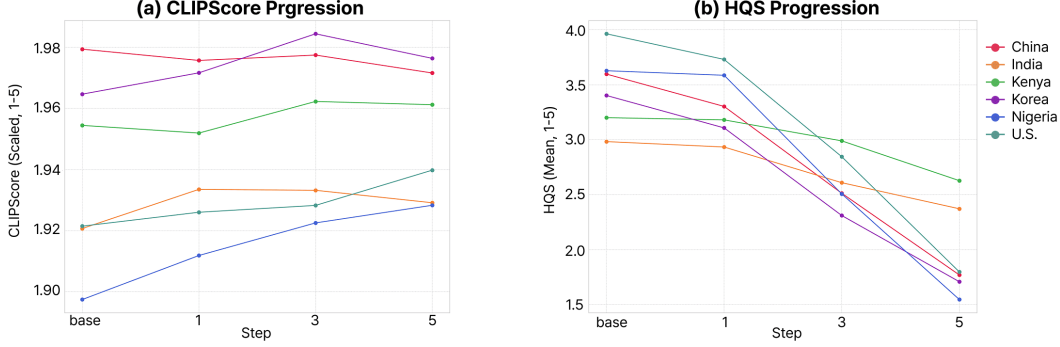 (a) CLIPScore Prgression
CLIPScore (Scaled, 1–5)
1.98
1.96
1.94
1.92
1.90
base 1 3 5
Step
(b) HQS Progression
HQS (Mean, 1–5)
4.0
3.5
3.0
2.5
2.0
1.5
base 1 3 5
Step
China
India
Kenya
Korea
Nigeria
U.S.